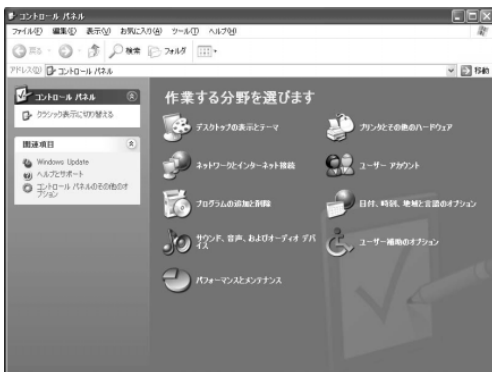 コントロール パネル
ファイル(F) 編集(E) 表示(V) お気に入り(A) ツール(T) ヘルプ(H)
戻る 検索 フォルダ
アドレス(D) コントロール パネル 移動
コントロール パネル
クラシック表示に切り替える
関連項目
Windows Update
ヘルプとサポート
コントロール パネルのその他のオ
プション
作業する分野を選びます
デスクトップの表示とテーマ
プリンタとその他のハードウェア
ネットワークとインターネット接続
ユーザー アカウント
プログラムの追加と削除
日付、時刻、地域と言語のオプション
サウンド、音声、およびオーディオ デバ
イス
ユーザー補助のオプション
パフォーマンスとメンテナンス